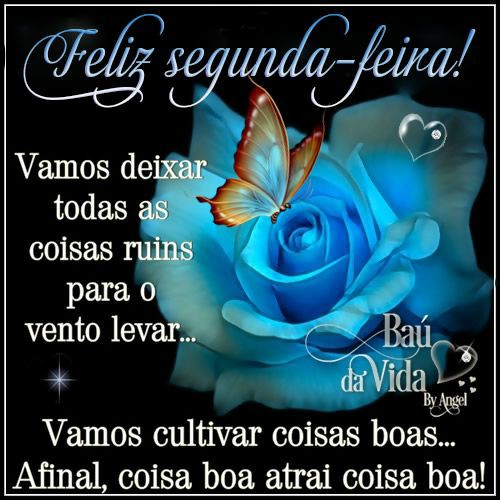 Feliz segunda-feira!
Vamos deixar
todas as
coisas ruins
para o
vento levar...
Baú
da Vida
By Angel
Vamos cultivar coisas boas...
Afinal, coisa boa atrai coisa boa!